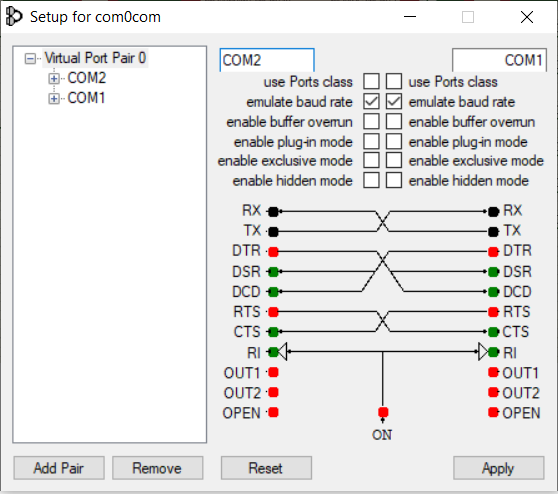 Setup for com0com
Virtual Port Pair 0
COM2
COM1
COM2 COM1
use Ports class use Ports class
emulate baud rate emulate baud rate
enable buffer overrun enable buffer overrun
enable plug-in mode enable plug-in mode
enable exclusive mode enable exclusive mode
enable hidden mode enable hidden mode
RX RX
TX TX
DTR DTR
DSR DSR
DCD DCD
RTS RTS
CTS CTS
RI RI
OUT1 OUT1
OUT2 OUT2
OPEN OPEN
ON
Add Pair Remove Reset Apply